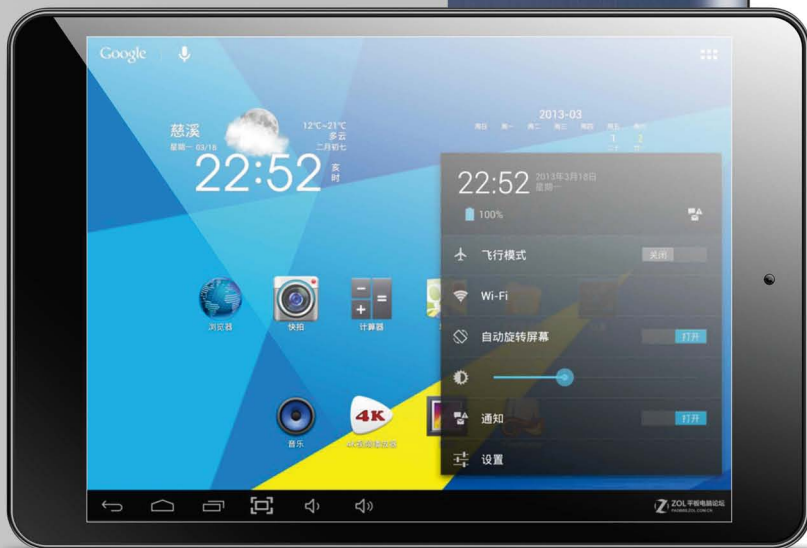 Google
2013-03
慈溪
12°C~21°C
多云
星期一 03/18
二月初七
22:52
亥时
周日 周一 周二 周三 周四 周五 周六
1 2
22:52
2013年3月18日
星期一
100%
飞行模式
关闭
Wi-Fi
自动旋转屏幕
打开
通知
打开
设置
浏览器
快拍
计算器
4K
音乐
ZOL 平板电脑论坛